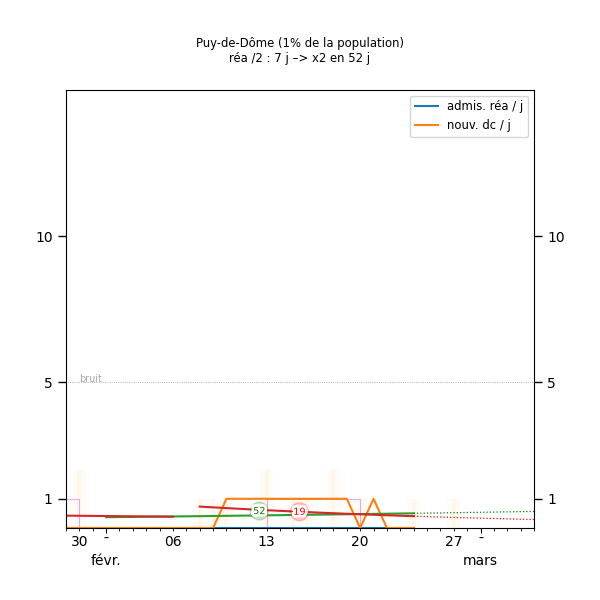 Puy-de-Dôme (1% de la population)
réa /2 : 7 j –> x2 en 52 j
admis. réa / j
nouv. dc / j
10 10
5 5
bruit
1 1
52 19
30 - 06 13 20 27 -
févr. mars